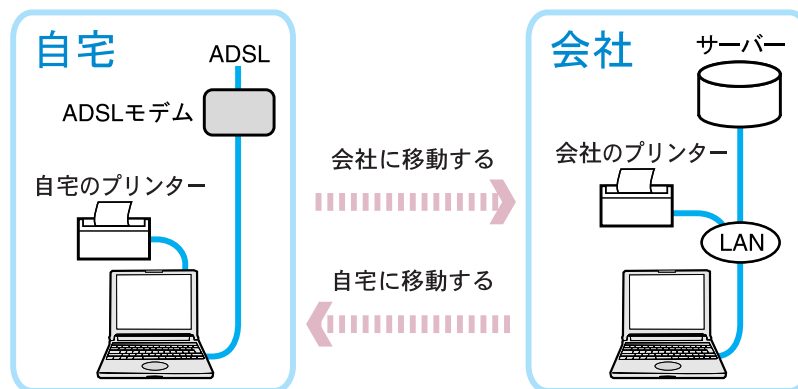 自宅
ADSL
ADSLモデム
自宅のプリンター
会社に移動する
自宅に移動する
会社
サーバー
会社のプリンター
LAN